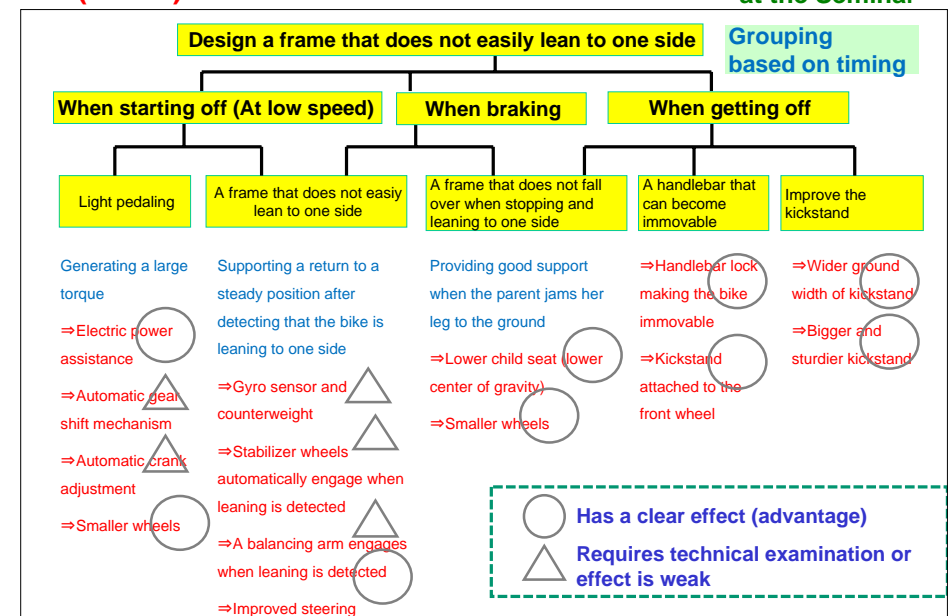 at the Seminar
Design a frame that does not easily lean to one side
Grouping
based on timing
When starting off (At low speed)
When braking
When getting off
Light pedaling
A frame that does not easiy
lean to one side
A frame that does not fall
over when stopping and
leaning to one side
A handlebar that
can become
immovable
Improve the
kickstand
Generating a large
torque
⇒Electric power
assistance
⇒Automatic gear
shift mechanism
⇒Automatic crank
adjustment
⇒Smaller wheels
Supporting a return to a
steady position after
detecting that the bike is
leaning to one side
⇒Gyro sensor and
counterweight
⇒Stabilizer wheels
automatically engage when
leaning is detected
⇒A balancing arm engages
when leaning is detected
⇒Improved steering
Providing good support
when the parent jams her
leg to the ground
⇒Lower child seat (lower
center of gravity)
⇒Smaller wheels
⇒Handlebar lock
making the bike
immovable
⇒Kickstand
attached to the
front wheel
⇒Wider ground
width of kickstand
⇒Bigger and
sturdier kickstand
Has a clear effect (advantage)
Requires technical examination or
effect is weak